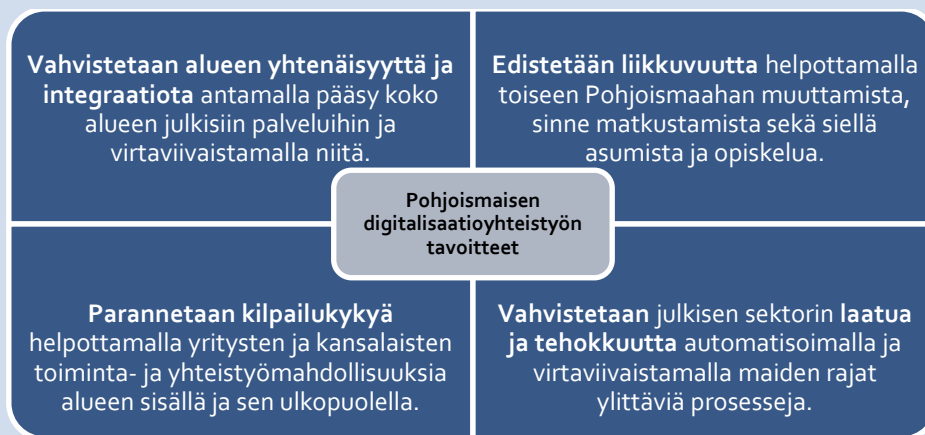 Vahvistetaan alueen yhtenäisyyttä ja
integraatiota antamalla pääsy koko
alueen julkisiin palveluihin ja
virtaviivaistamalla niitä.
Edistetään liikkuvuutta helpottamalla
toiseen Pohjoismaahan muuttamista,
sinne matkustamista sekä siellä
asumista ja opiskelua.
Pohjoismaisen
digitalisaatioyhteistyön
tavoitteet
Parannetaan kilpailukykyä
helpottamalla yritysten ja kansalaisten
toiminta- ja yhteistyömahdollisuuksia
alueen sisällä ja sen ulkopuolella.
Vahvistetaan julkisen sektorin laatua
ja tehokkuutta automatisoimalla ja
virtaviivaistamalla maiden rajat
ylittäviä prosesseja.